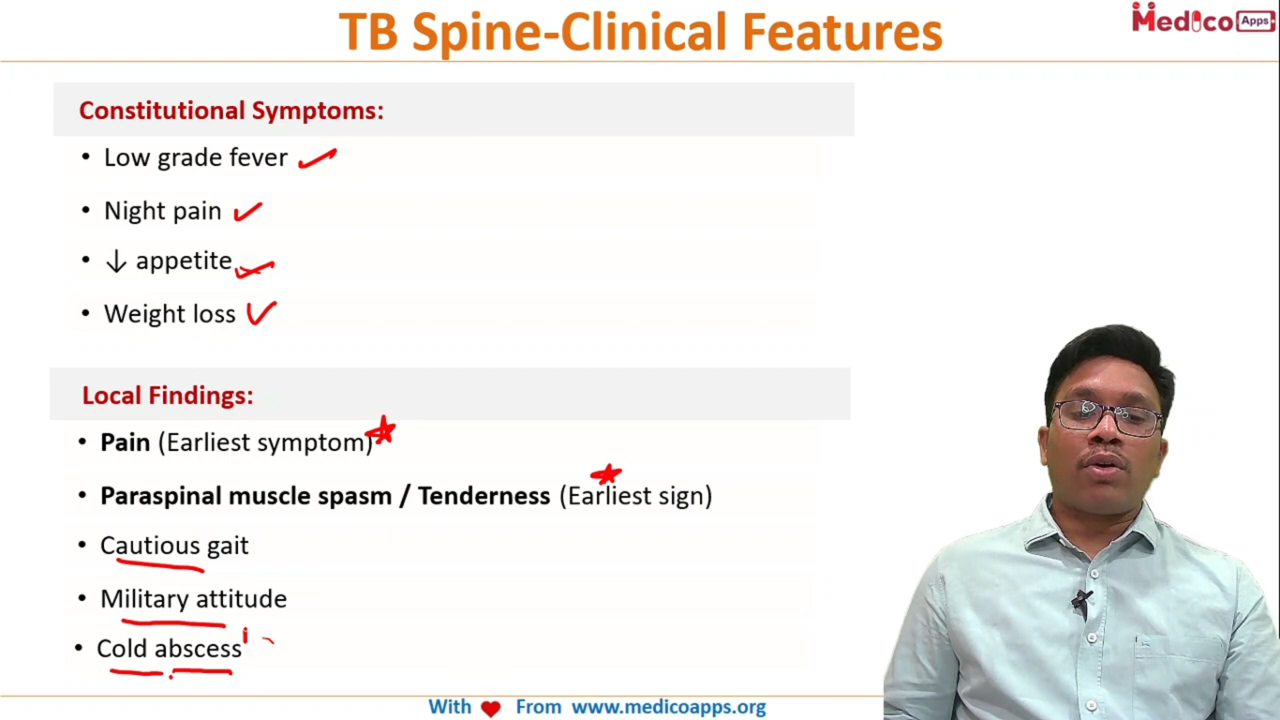 TB Spine-Clinical Features
Medico Apps
Constitutional Symptoms:
• Low grade fever
• Night pain
• ↓ appetite
• Weight loss
Local Findings:
• Pain (Earliest symptom)
• Paraspinal muscle spasm / Tenderness (Earliest sign)
• Cautious gait
• Military attitude
• Cold abscess
With ♥ From www.medicoapps.org